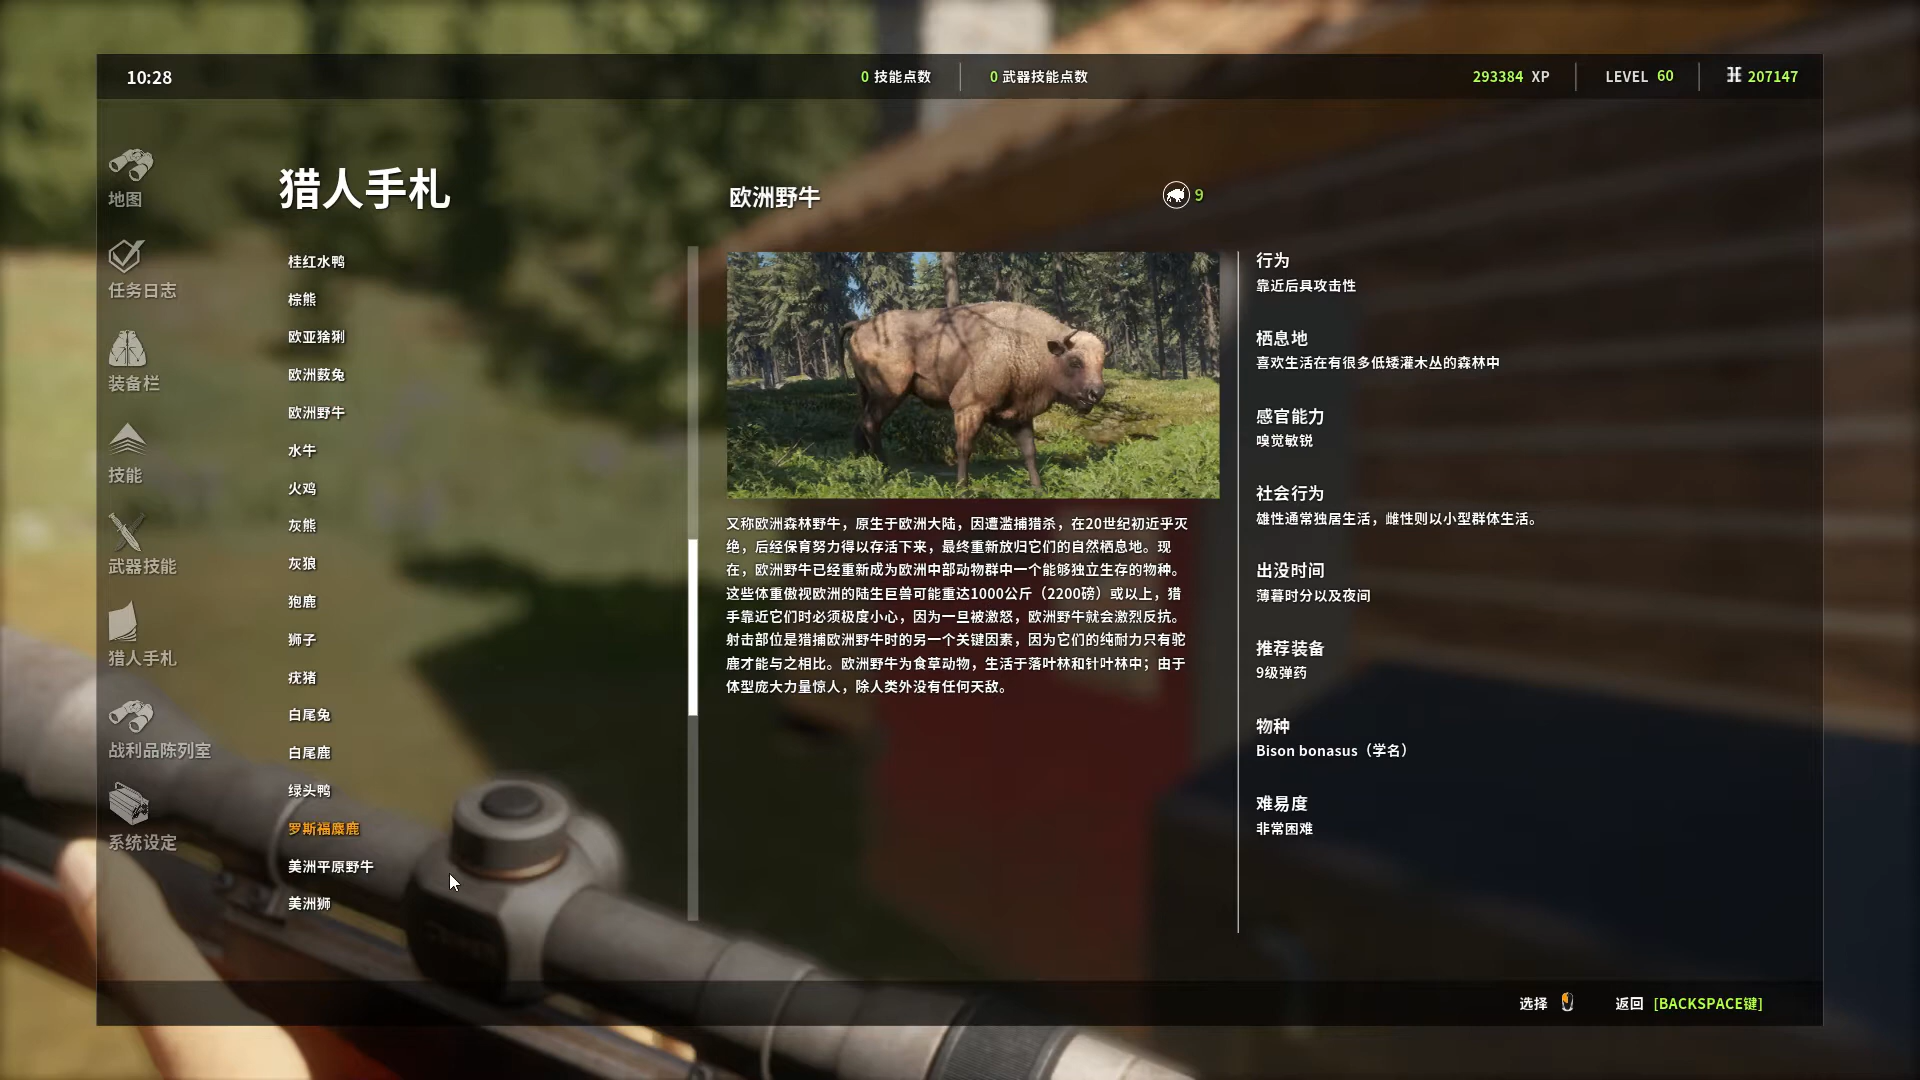 10:28
0 技能点数
0 武器技能点数
293384 XP
LEVEL 60
207147
地图
任务日志
装备栏
技能
武器技能
猎人手札
战利品陈列室
系统设定
猎人手札
桂红水鸭
棕熊
欧亚猞猁
欧洲薮兔
欧洲野牛
水牛
火鸡
灰熊
灰狼
狍鹿
狮子
疣猪
白尾兔
白尾鹿
绿头鸭
罗斯福麋鹿
美洲平原野牛
美洲狮
欧洲野牛
9
又称欧洲森林野牛，原生于欧洲大陆，因遭滥捕猎杀，在20世纪初近乎灭
绝，后经保育努力得以存活下来，最终重新放归它们的自然栖息地。现
在，欧洲野牛已经重新成为欧洲中部动物群中一个能够独立生存的物种。
这些体重傲视欧洲的陆生巨兽可能重达1000公斤（2200磅）或以上，猎
手靠近它们时必须极度小心，因为一旦被激怒，欧洲野牛就会激烈反抗。
射击部位是猎捕欧洲野牛时的另一个关键因素，因为它们的纯耐力只有驼
鹿才能与之相比。欧洲野牛为食草动物，生活于落叶林和针叶林中；由于
体型庞大力量惊人，除人类外没有任何天敌。
行为
靠近后具攻击性
栖息地
喜欢生活在有很多低矮灌木丛的森林中
感官能力
嗅觉敏锐
社会行为
雄性通常独居生活，雌性则以小型群体生活。
出没时间
薄暮时分以及夜间
推荐装备
9级弹药
物种
Bison bonasus（学名）
难易度
非常困难
选择
返回 [BACKSPACE键]